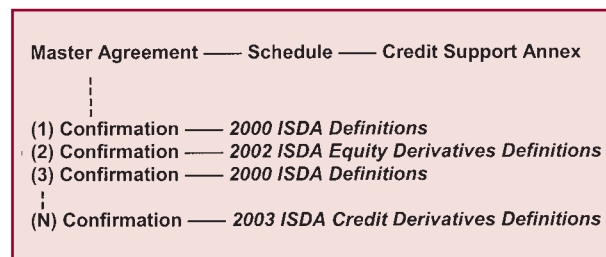 Master Agreement —— Schedule —— Credit Support Annex
(1) Confirmation —— 2000 ISDA Definitions
(2) Confirmation —— 2002 ISDA Equity Derivatives Definitions
(3) Confirmation —— 2000 ISDA Definitions
(N) Confirmation —— 2003 ISDA Credit Derivatives Definitions